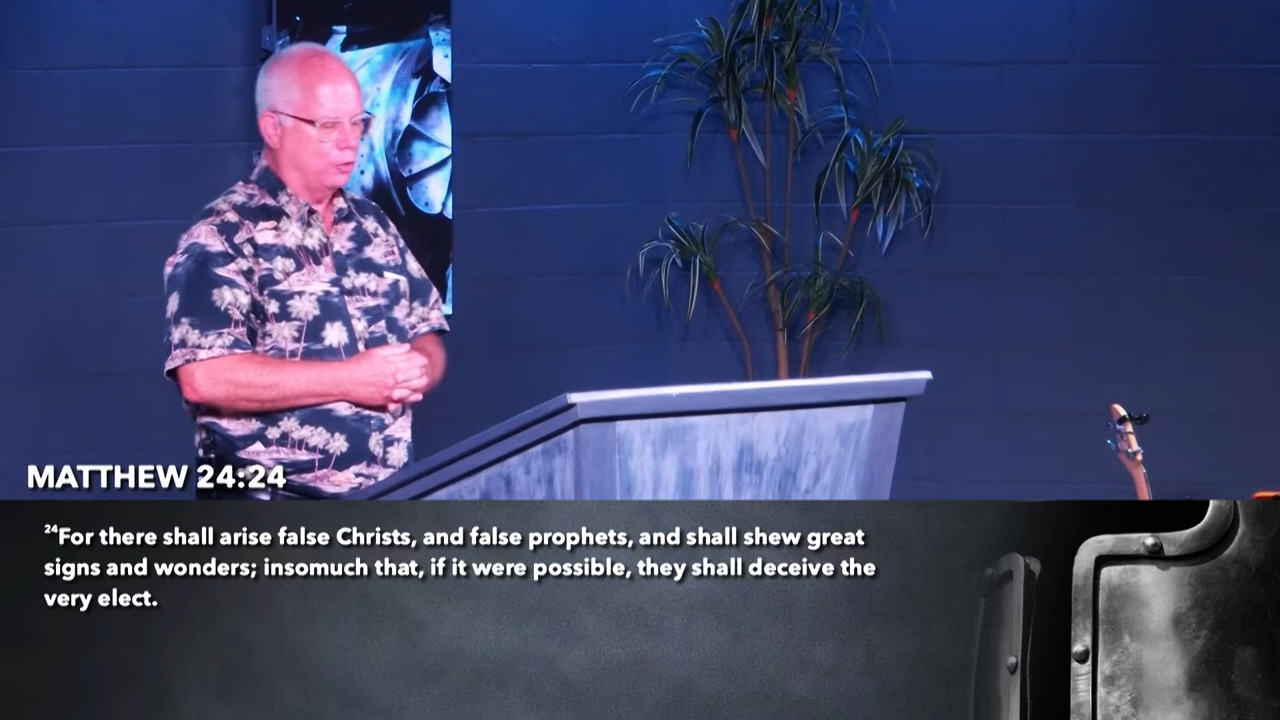 MATTHEW 24:24
²⁴For there shall arise false Christs, and false prophets, and shall shew great
signs and wonders; insomuch that, if it were possible, they shall deceive the
very elect.